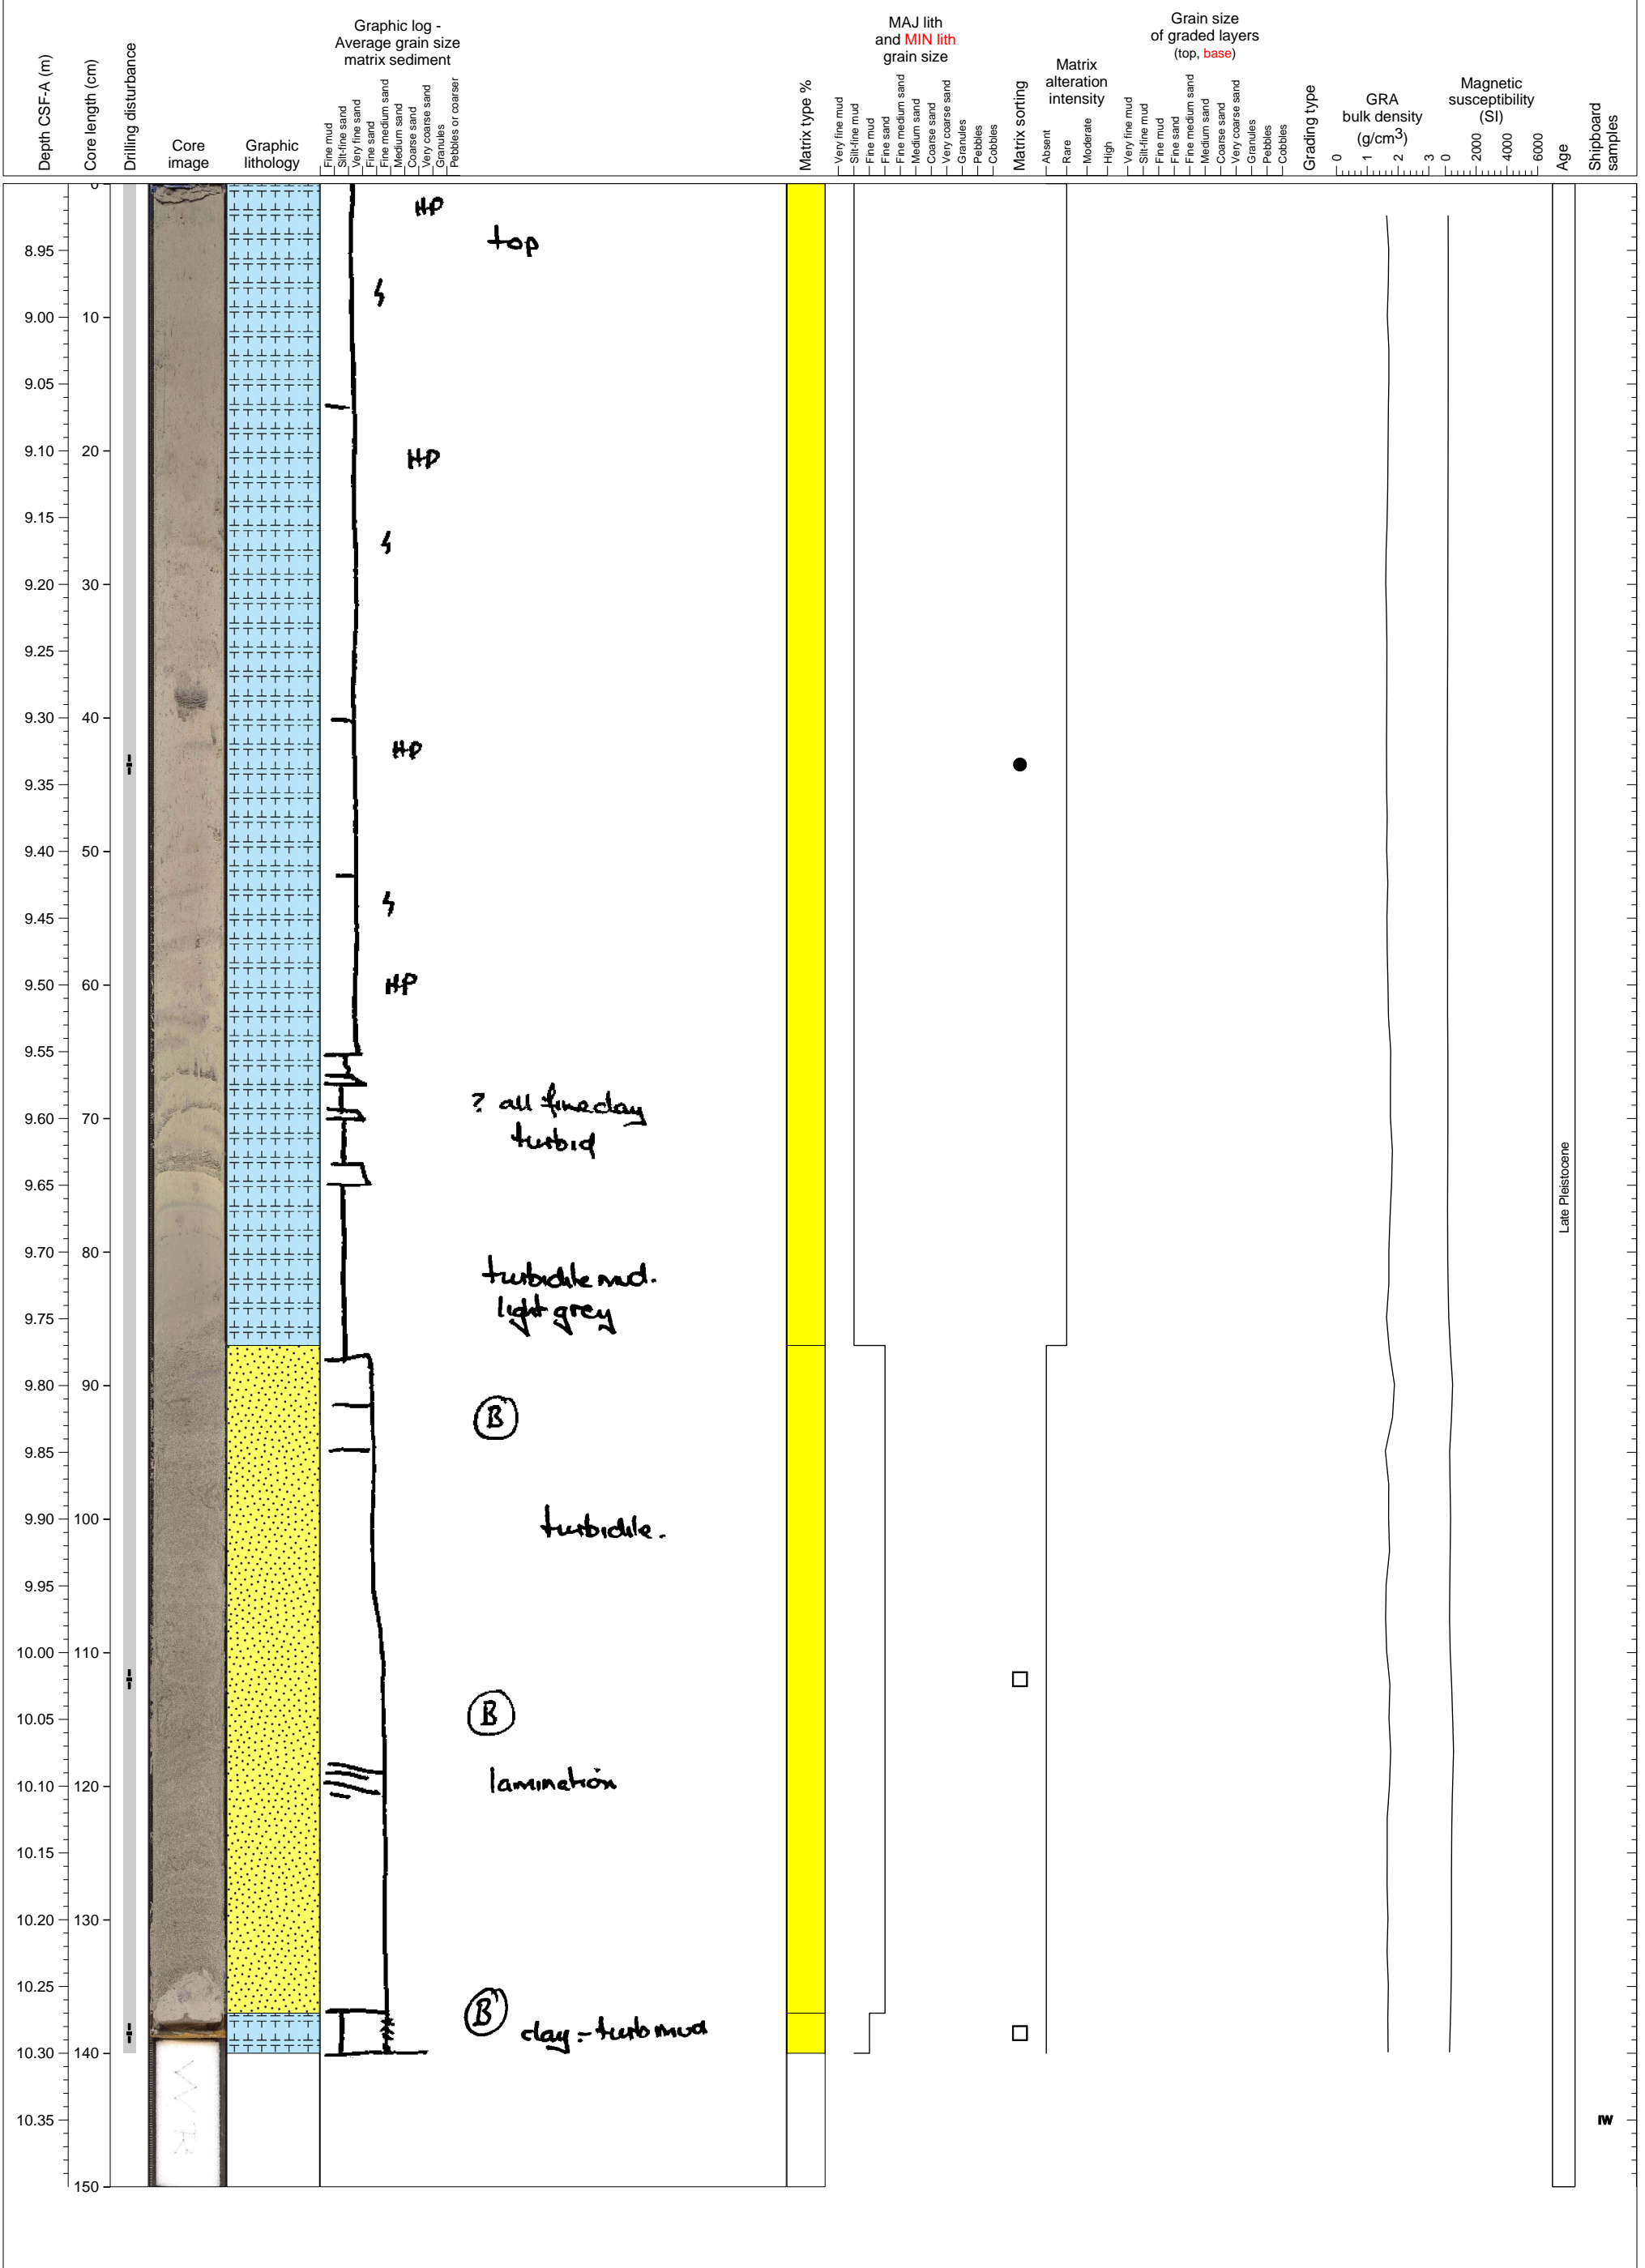 Depth CSF-A (m)
Core length (cm)
Drilling disturbance
Core
image
Graphic
lithology
Graphic log -
Average grain size
matrix sediment
Fine mud
Silt-fine sand
Very fine sand
Fine sand
Fine medium sand
Medium sand
Coarse sand
Very coarse sand
Granules
Pebbles or coarser
Matrix type %
MAJ lith
and MIN lith
grain size
Very fine mud
Silt-fine mud
Fine mud
Fine sand
Fine medium sand
Medium sand
Coarse sand
Very coarse sand
Granules
Pebbles
Cobbles
Matrix sorting
Matrix
alteration
intensity
Absent
Rare
Moderate
High
Grain size
of graded layers
(top, base)
Very fine mud
Silt-fine mud
Fine mud
Fine sand
Fine medium sand
Medium sand
Coarse sand
Very coarse sand
Granules
Pebbles
Cobbles
Grading type
GRA
bulk density
(g/cm3)
0
1
2
3
Magnetic
susceptibility
(SI)
0
2000
4000
6000
Age
Shipboard
samples
0
HP
top
8.95
9.00
10
9.05
9.10
20
HP
9.15
9.20
30
9.25
9.30
40
HP
9.35
9.40
50
9.45
9.50
60
HP
9.55
9.60
70
? all fine clay
turbid
9.65
9.70
80
turbidite mud.
light grey
9.75
9.80
90
B
9.85
9.90
100
turbidite.
9.95
10.00
110
10.05
B
10.10
120
lamination
10.15
10.20
130
10.25
B
clay = turb mud
10.30
140
10.35
150
WR
Late Pleistocene
IW